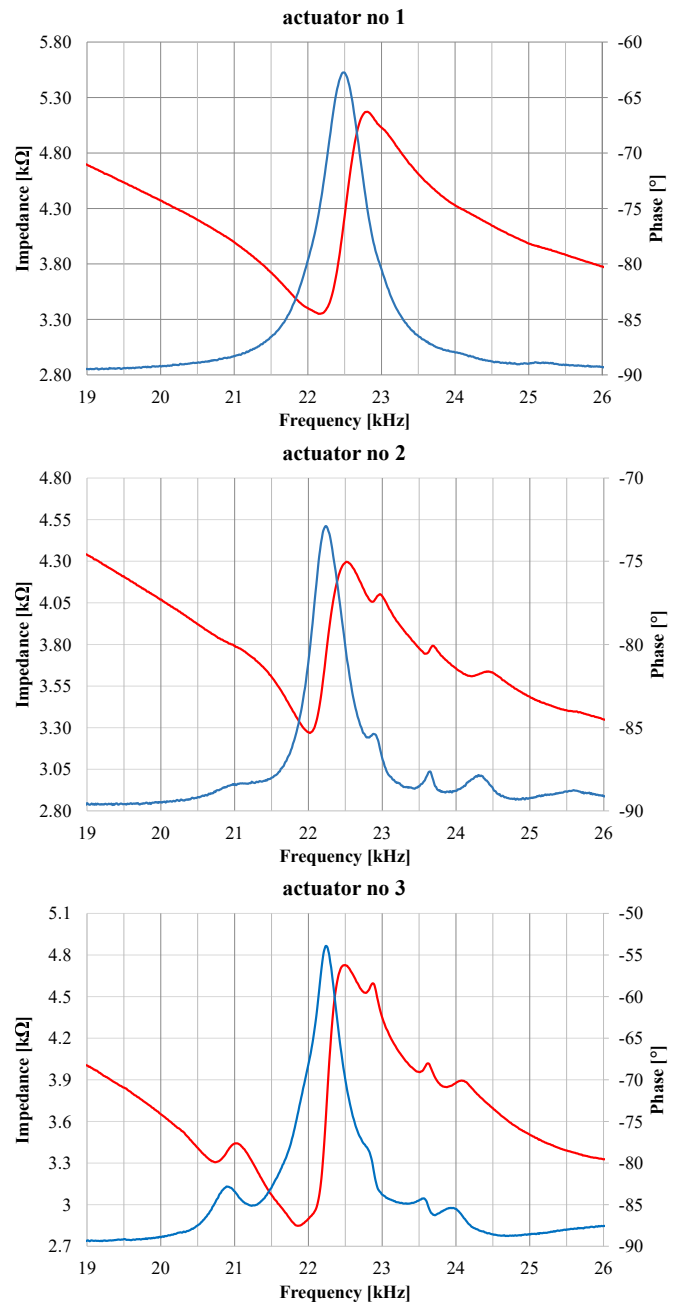 actuator no 1
5.80
5.30
4.80
4.30
3.80
3.30
2.80
Impedance [kΩ]
-60
-65
-70
-75
-80
-85
-90
Phase [°]
19 20 21 22 23 24 25 26
Frequency [kHz]
actuator no 2
4.80
4.55
4.30
4.05
3.80
3.55
3.30
3.05
2.80
Impedance [kΩ]
-70
-75
-80
-85
-90
Phase [°]
19 20 21 22 23 24 25 26
Frequency [kHz]
actuator no 3
5.1
4.8
4.5
4.2
3.9
3.6
3.3
3
2.7
Impedance [kΩ]
-50
-60
-70
-80
-85
-90
Phase [°]
19 20 21 22 23 24 25 26
Frequency [kHz]